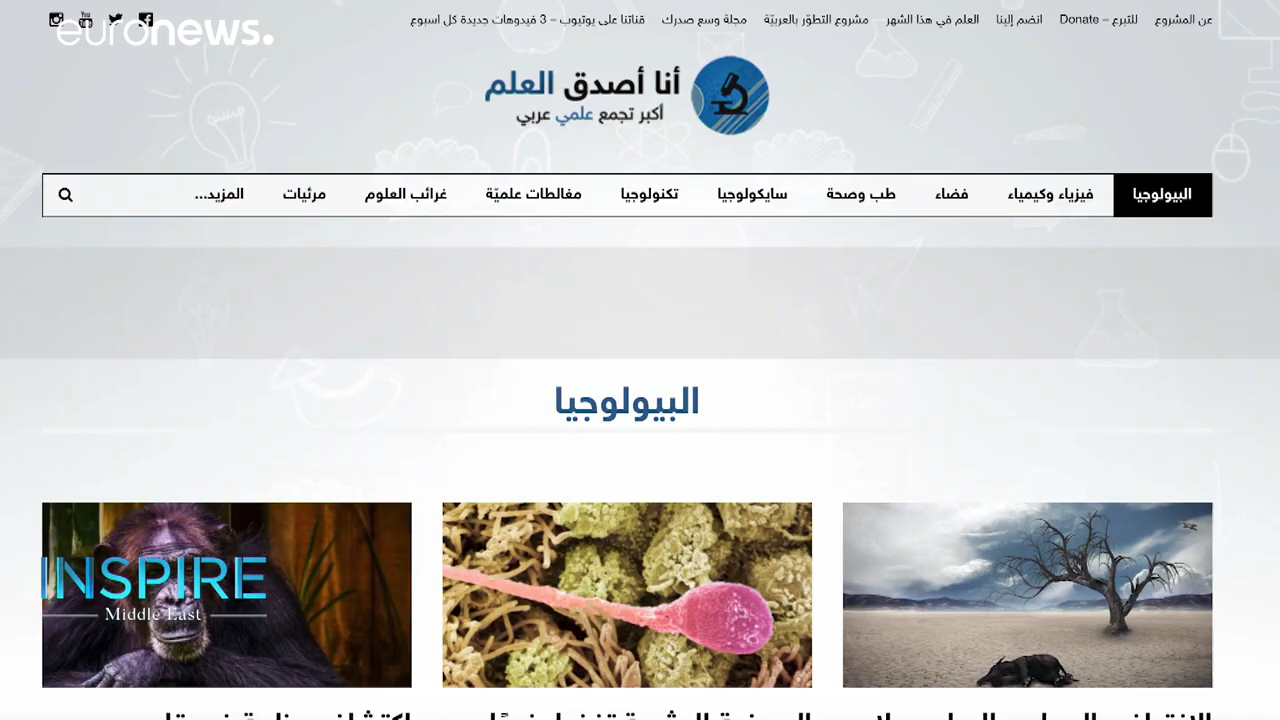 عن المشروع
للتبرع – Donate
انضم إلينا
العلم في هذا الشهر
مشروع التطوّر بالعربيّة
مجلة وسع صدرك
قناتنا على يوتيوب – 3 فيدوهات جديدة كل اسبوع
euronews.
أنا أصدق العلم
أكبر تجمع علمي عربي
البيولوجيا
فيزياء وكيمياء
فضاء
طب وصحة
سايكولوجيا
تكنولوجيا
مغالطات علميّة
غرائب العلوم
مرئيات
المزيد...
البيولوجيا
INSPIRE
Middle East